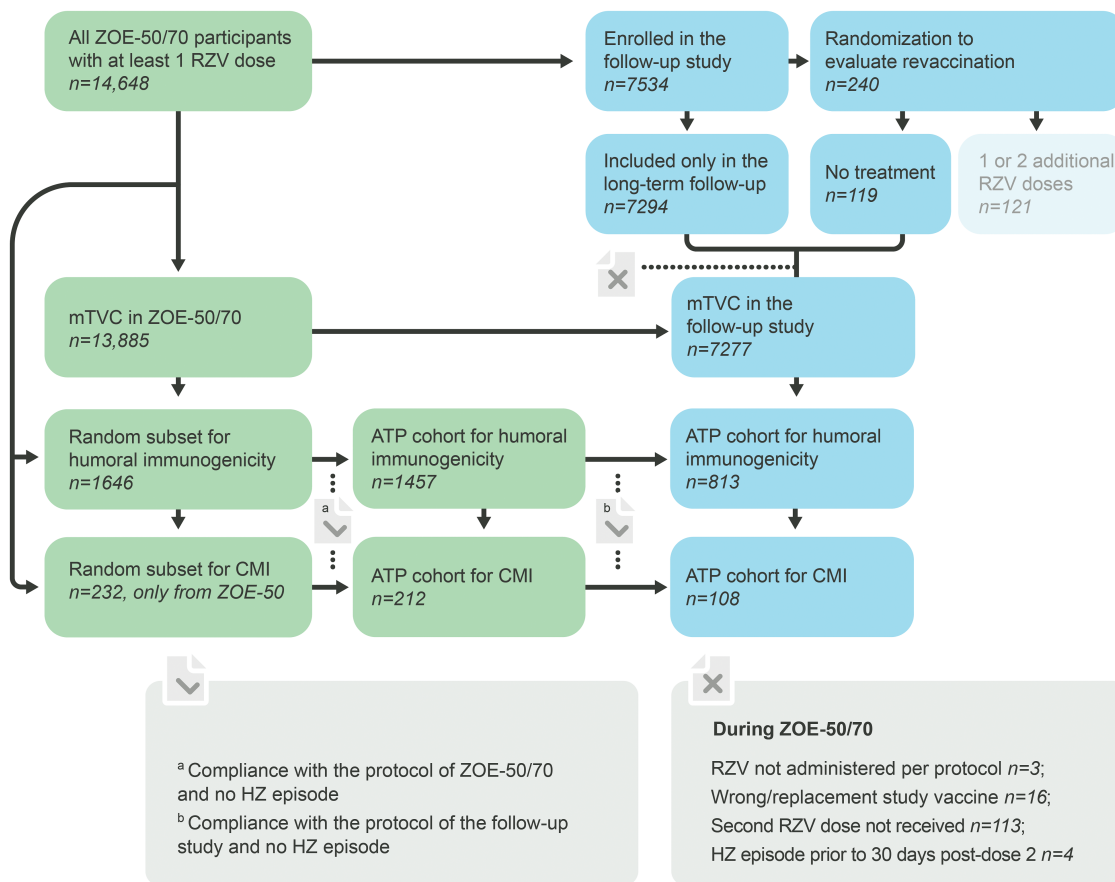 All ZOE-50/70 participants
with at least 1 RZV dose
n=14,648
Enrolled in the
follow-up study
n=7534
Randomization to
evaluate revaccination
n=240
Included only in the
long-term follow-up
n=7294
No treatment
n=119
1 or 2 additional
RZV doses
n=121
mTVC in ZOE-50/70
n=13,885
mTVC in the
follow-up study
n=7277
Random subset for
humoral immunogenicity
n=1646
ATP cohort for humoral
immunogenicity
n=1457
ATP cohort for humoral
immunogenicity
n=813
a
b
Random subset for CMI
n=232, only from ZOE-50
ATP cohort for CMI
n=212
ATP cohort for CMI
n=108
a Compliance with the protocol of ZOE-50/70
and no HZ episode
b Compliance with the protocol of the follow-up
study and no HZ episode
During ZOE-50/70
RZV not administered per protocol n=3;
Wrong/replacement study vaccine n=16;
Second RZV dose not received n=113;
HZ episode prior to 30 days post-dose 2 n=4